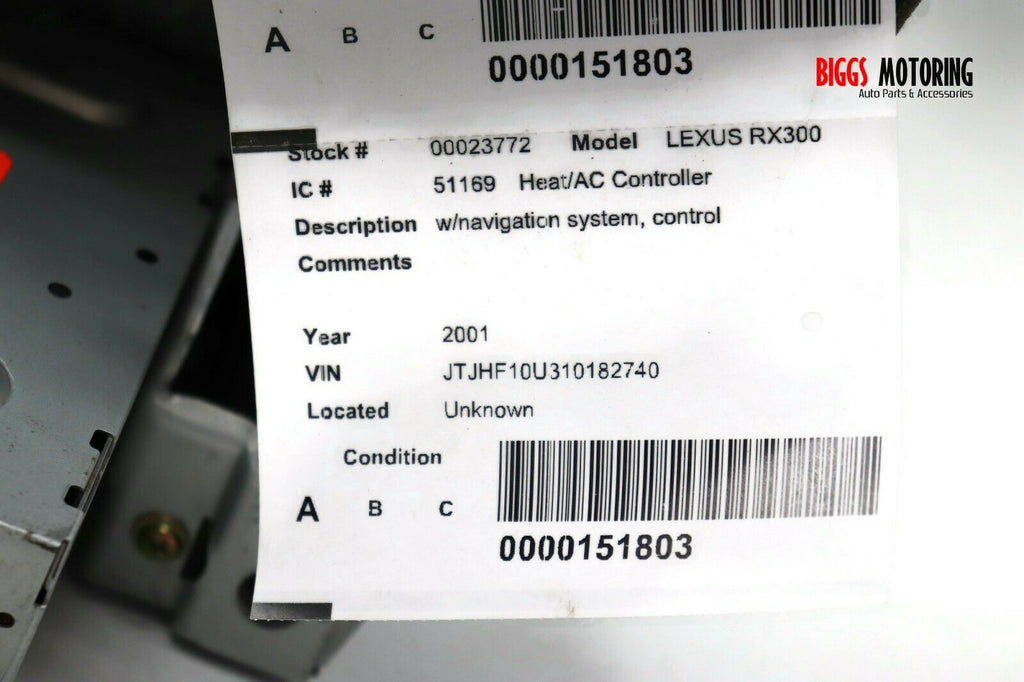 A B C
0000151803
BIGGS MOTORING
Auto Parts & Accessories
Stock # 00023772 Model LEXUS RX300
IC # 51169 Heat/AC Controller
Description w/navigation system, control
Comments
Year 2001
VIN JTJHF10U310182740
Located Unknown
Condition
A B C
0000151803